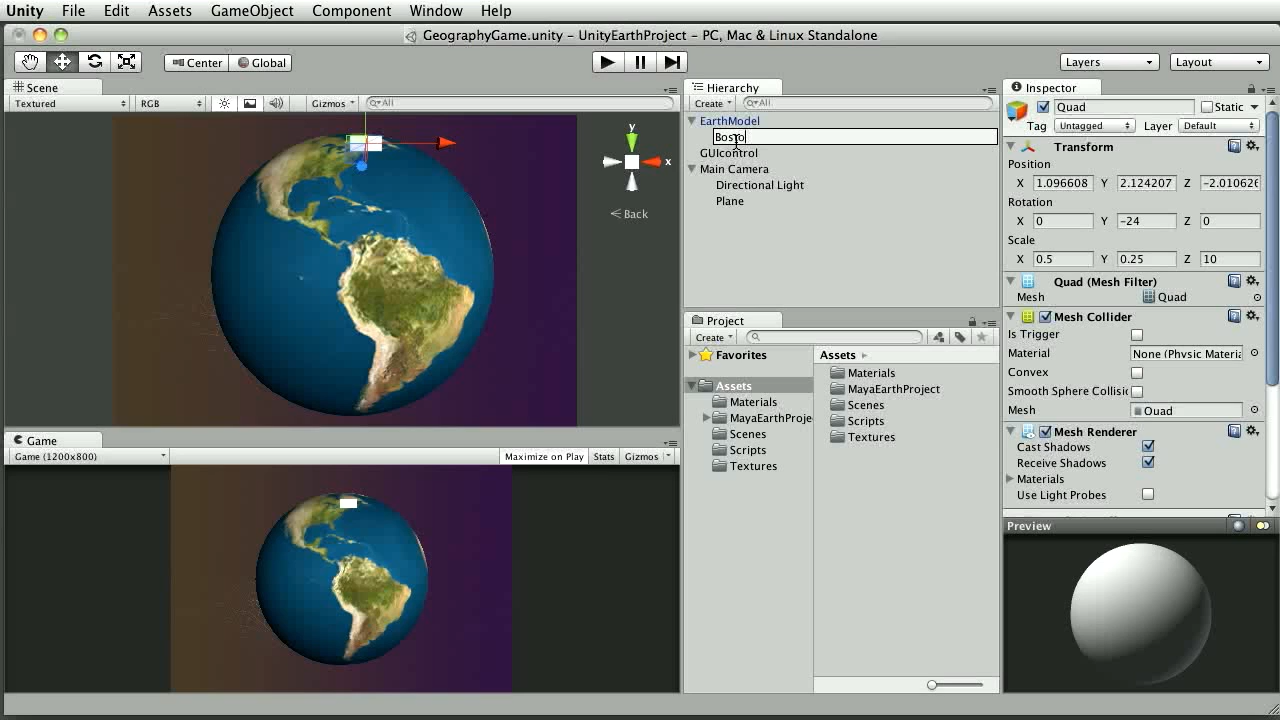 Unity File Edit Assets GameObject Component Window Help
GeographyGame.unity – UnityEarthProject – PC, Mac & Linux Standalone
Center Global Layers Layout
Scene
Textured RGB Gizmos All
y
x
Back
Game
Game (1200x800) Maximize on Play Stats Gizmos
Hierarchy
Create All
EarthModel
Bosto
GUIcontrol
Main Camera
Directional Light
Plane
Project
Create
Favorites
Assets
Materials
MayaEarthProje
Scenes
Scripts
Textures
Assets
Materials
MayaEarthProject
Scenes
Scripts
Textures
Inspector
Quad Static
Tag Untagged Layer Default
Transform
Position
X 1.096608 Y 2.124207 Z -2.010626
Rotation
X 0 Y -24 Z 0
Scale
X 0.5 Y 0.25 Z 10
Quad (Mesh Filter)
Mesh Quad
Mesh Collider
Is Trigger
Material None (Physic Materia
Convex
Smooth Sphere Collisic
Mesh Quad
Mesh Renderer
Cast Shadows
Receive Shadows
Materials
Use Light Probes
Preview